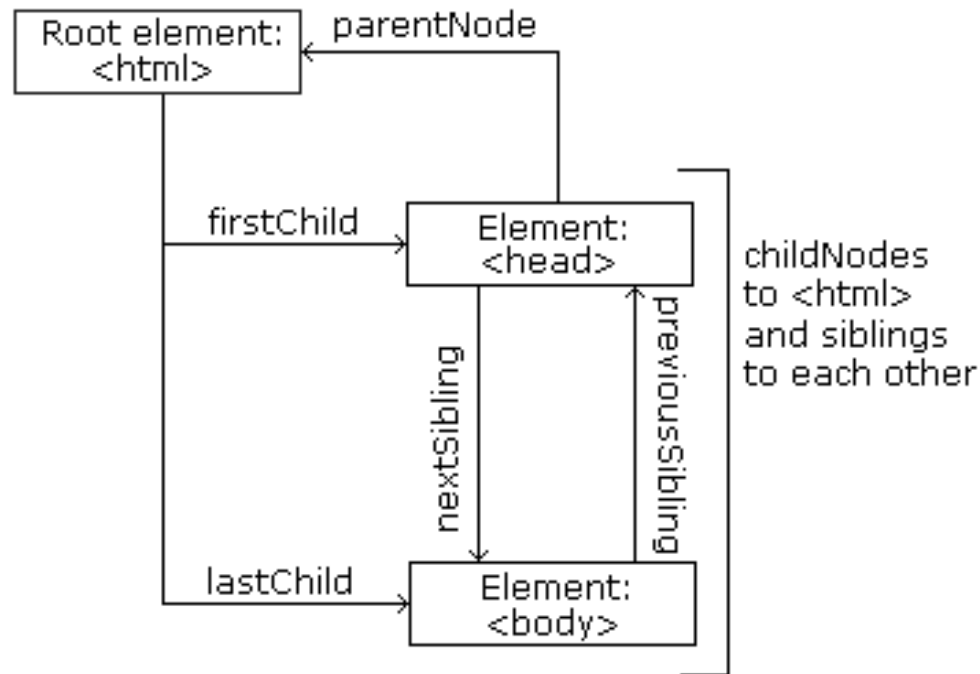 Root element:
<html>
parentNode
firstChild
Element:
<head>
childNodes
to <html>
and siblings
to each other
nextSibling
previousSibling
lastChild
Element:
<body>